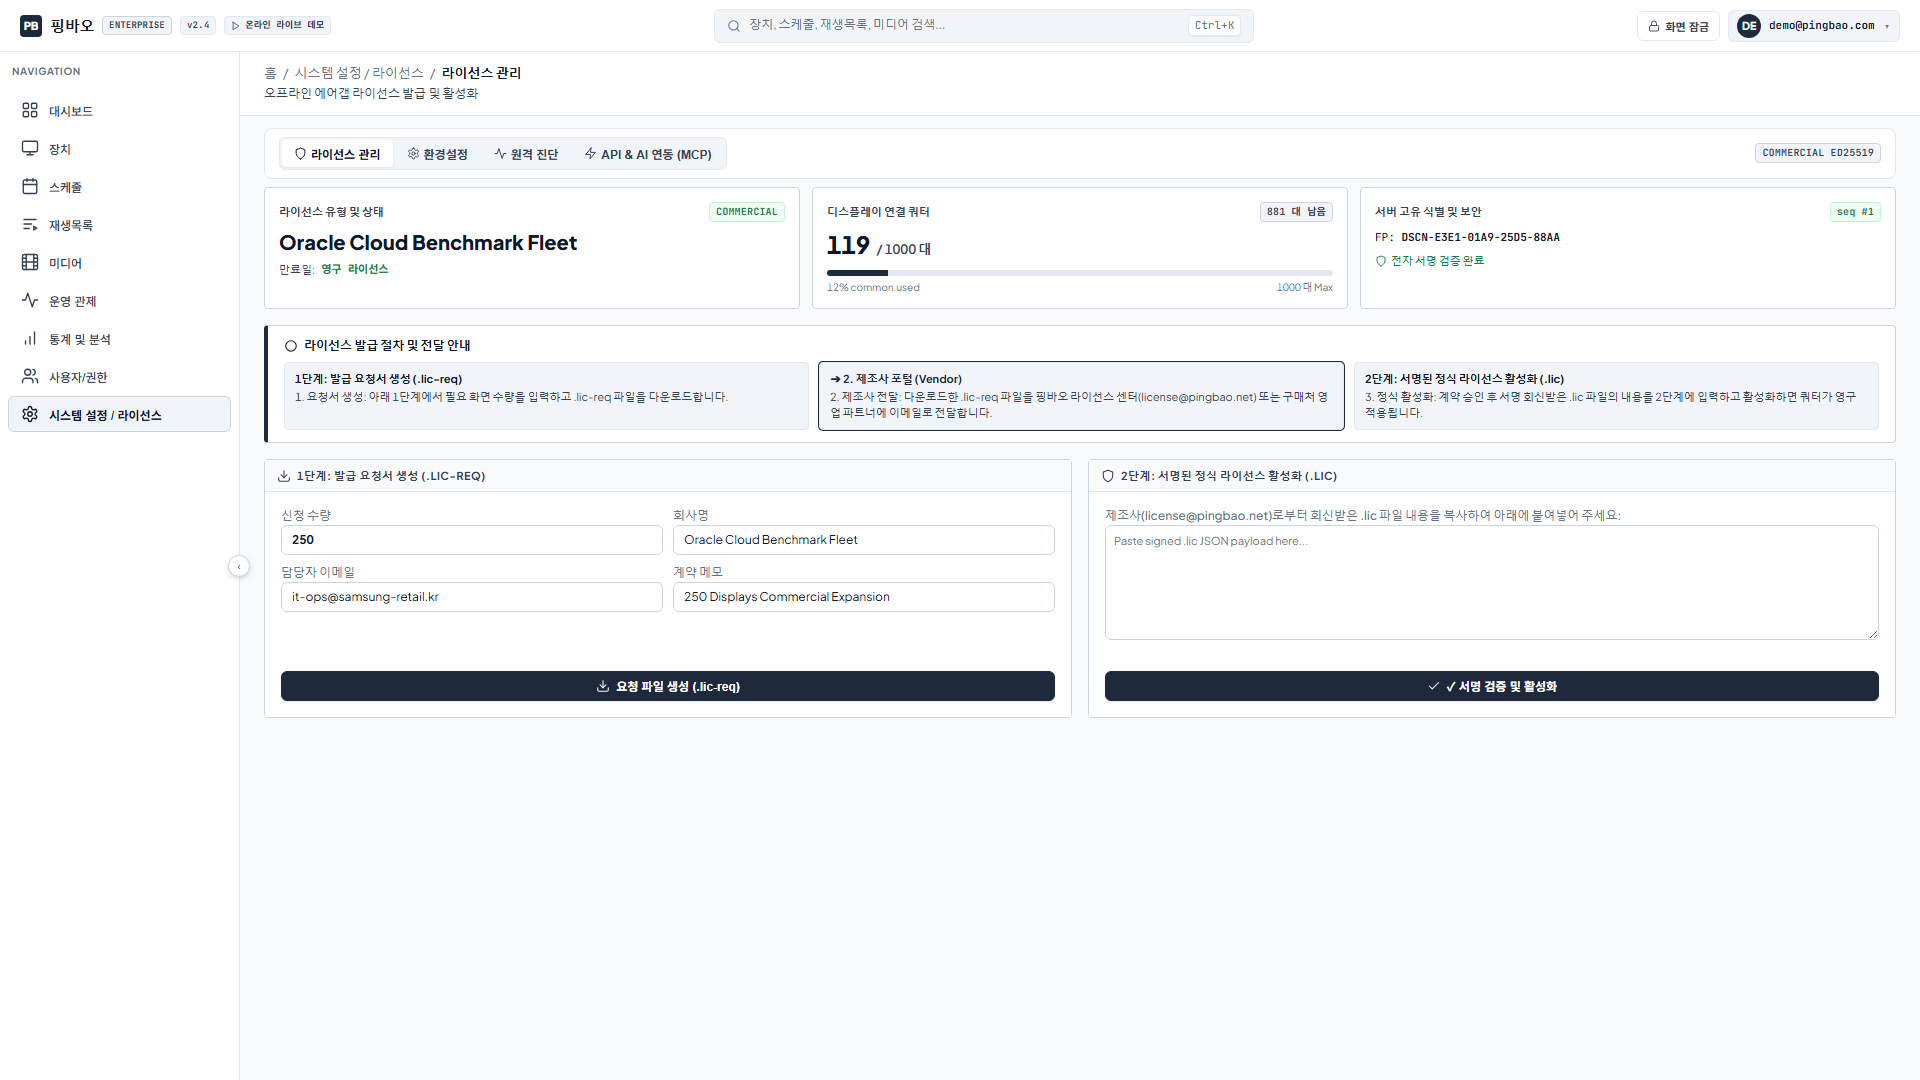 PB 핑바오 ENTERPRISE v2.4 온라인 라이브 데모
장치, 스케줄, 재생목록, 미디어 검색... Ctrl+K
화면 잠금
DE demo@pingbao.com
NAVIGATION
대시보드
장치
스케줄
재생목록
미디어
운영 관제
통계 및 분석
사용자/권한
시스템 설정 / 라이선스
홈 / 시스템 설정 / 라이선스 / 라이선스 관리
오프라인 에어갭 라이선스 발급 및 활성화
라이선스 관리 환경설정 원격 진단 API & AI 연동 (MCP)
COMMERCIAL ED25519
라이선스 유형 및 상태 COMMERCIAL
Oracle Cloud Benchmark Fleet
만료일: 영구 라이선스
디스플레이 연결 쿼터 881 대 남음
119 / 1000 대
12% common.used 1000 대 Max
서버 고유 식별 및 보안 seq #1
FP: DSCN-E3E1-01A9-25D5-88AA
전자 서명 검증 완료
라이선스 발급 절차 및 전달 안내
1단계: 발급 요청서 생성 (.lic-req)
1. 요청서 생성: 아래 1단계에서 필요 화면 수량을 입력하고 .lic-req 파일을 다운로드합니다.
➔ 2. 제조사 포털 (Vendor)
2. 제조사 전달: 다운로드한 .lic-req 파일을 핑바오 라이선스 센터(license@pingbao.net) 또는 구매처 영
업 파트너에 이메일로 전달합니다.
2단계: 서명된 정식 라이선스 활성화 (.lic)
3. 정식 활성화: 계약 승인 후 서명 회신받은 .lic 파일의 내용을 2단계에 입력하고 활성화하면 쿼터가 영구
적용됩니다.
1단계: 발급 요청서 생성 (.LIC-REQ)
신청 수량
250
회사명
Oracle Cloud Benchmark Fleet
담당자 이메일
it-ops@samsung-retail.kr
계약 메모
250 Displays Commercial Expansion
요청 파일 생성 (.lic-req)
2단계: 서명된 정식 라이선스 활성화 (.LIC)
제조사(license@pingbao.net)로부터 회신받은 .lic 파일 내용을 복사하여 아래에 붙여넣어 주세요:
Paste signed .lic JSON payload here...
✓ 서명 검증 및 활성화